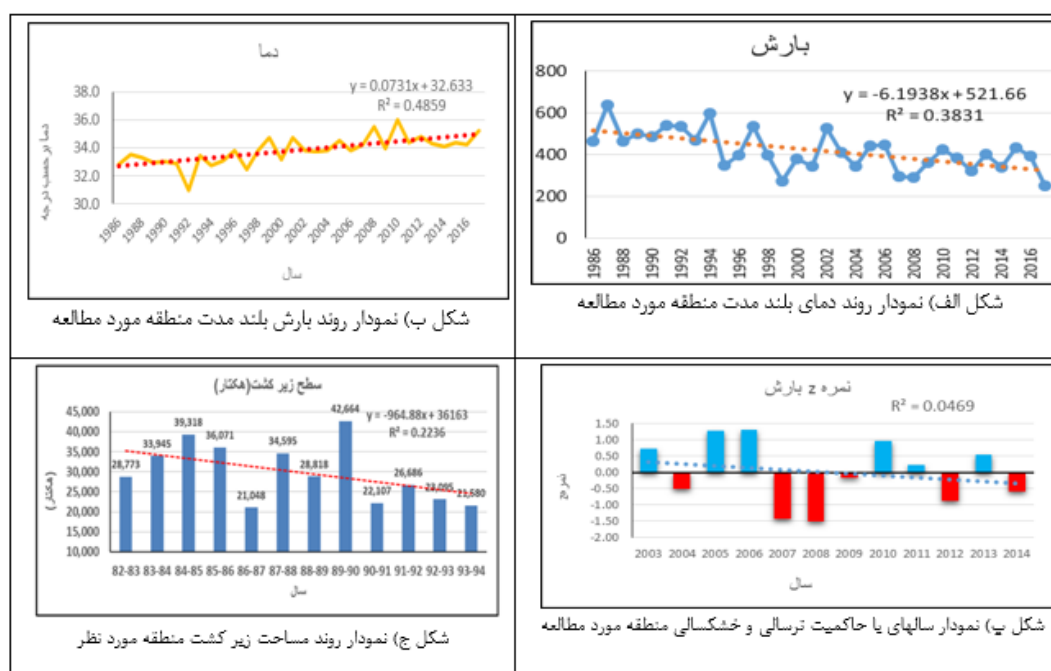 بارش
800
600
400
200
0
y = -6.1938x + 521.66
R² = 0.3831
1986 1988 1990 1992 1994 1996 1998 2000 2002 2004 2006 2008 2010 2012 2014 2016
شکل الف) نمودار روند دمای بلند مدت منطقه مورد مطالعه
دما
دما برحسب درجه
38.0
36.0
34.0
32.0
30.0
y = 0.0731x + 32.633
R² = 0.4859
1986 1988 1990 1992 1994 1996 1998 2000 2002 2004 2006 2008 2010 2012 2014 2016
سال
شکل ب) نمودار روند بارش بلند مدت منطقه مورد مطالعه
نمره z بارش
R² = 0.0469
نمره z
1.50
1.00
0.50
0.00
-0.50
-1.00
-1.50
-2.00
2003 2004 2005 2006 2007 2008 2009 2010 2011 2012 2013 2014
سال
شکل پ) نمودار سالهای یا حاکمیت ترسالی و خشکسالی منطقه مورد مطالعه
سطح زیر کشت(هکتار)
(هکتار)
45,000
40,000
35,000
30,000
25,000
20,000
15,000
10,000
y = -964.88x + 36163
R² = 0.2236
28,773 33,945 39,318 36,071 21,048 34,595 28,818 42,664 22,107 26,686 23,095 21,580
82-83 83-84 84-85 85-86 86-87 87-88 88-89 89-90 90-91 91-92 92-93 93-94
سال
شکل ج) نمودار روند مساحت زیر کشت منطقه مورد نظر